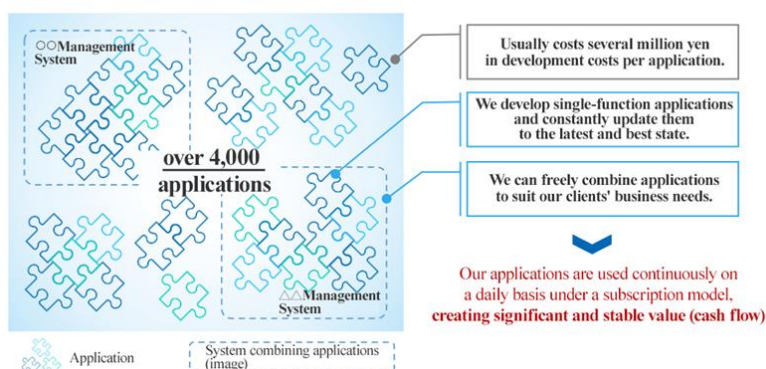 ○○Management
System
over 4,000
applications
△△Management
System
Usually costs several million yen
in development costs per application.
We develop single-function applications
and constantly update them
to the latest and best state.
We can freely combine applications
to suit our clients' business needs.
Our applications are used continuously on
a daily basis under a subscription model,
creating significant and stable value (cash flow)
Application
System combining applications
(image)